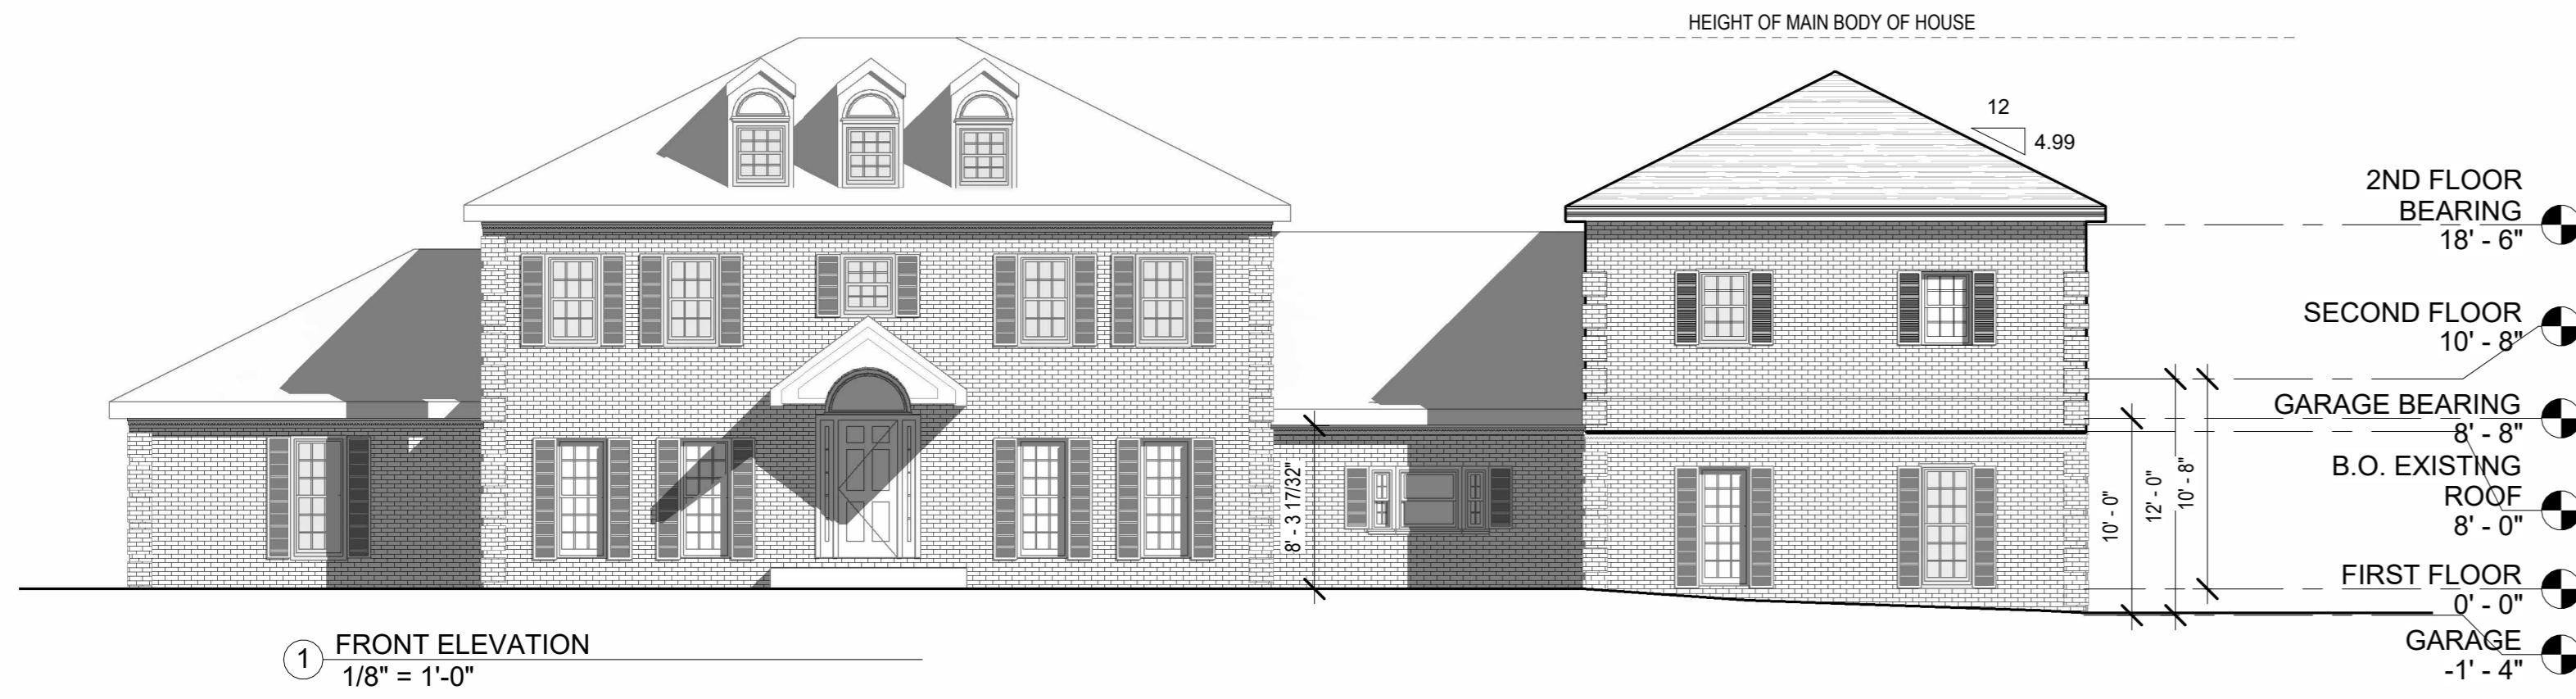 HEIGHT OF MAIN BODY OF HOUSE
12
4.99
2ND FLOOR
BEARING
18' - 6"
SECOND FLOOR
10' - 8"
GARAGE BEARING
8' - 8"
B.O. EXISTING
ROOF
8' - 0"
FIRST FLOOR
0' - 0"
GARAGE
-1' - 4"
8' - 3 17/32"
10' - 0"
12' - 0"
10' - 8"
1 FRONT ELEVATION
1/8" = 1'-0"